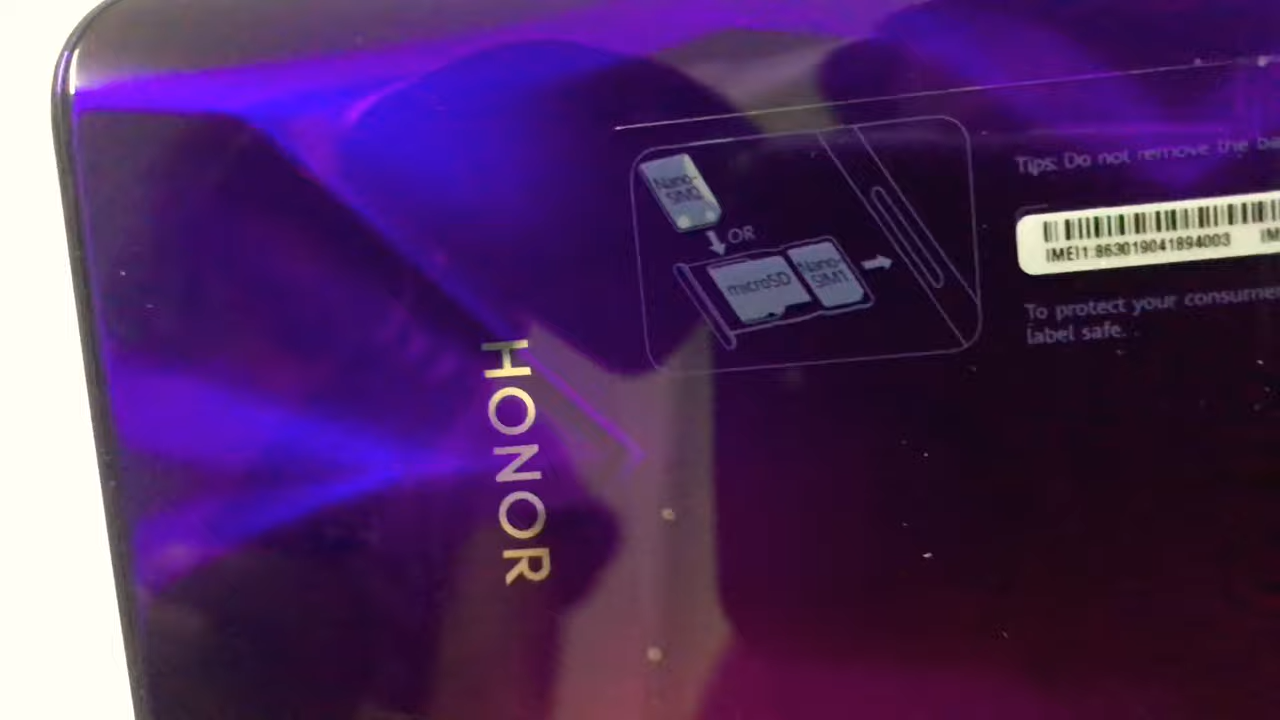 Nano-
SIM2
OR
microSD
Nano-
SIM1
Tips: Do not remove the
IMEI1:863019041894003
IM
To protect your consumer
label safe.
HONOR